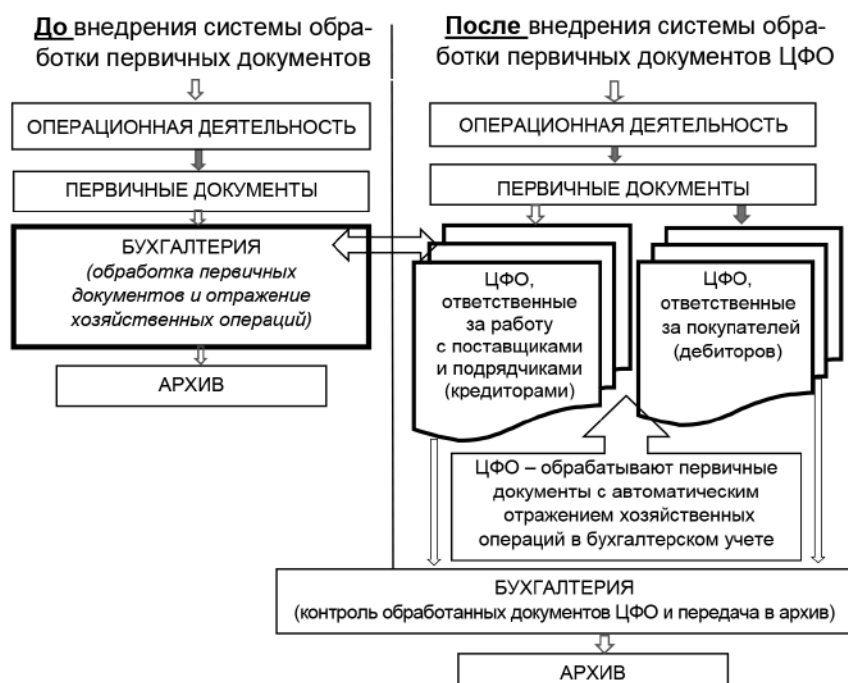 До внедрения системы обра-
ботки первичных документов
ОПЕРАЦИОННАЯ ДЕЯТЕЛЬНОСТЬ
ПЕРВИЧНЫЕ ДОКУМЕНТЫ
БУХГАЛТЕРИЯ
(обработка первичных
документов и отражение
хозяйственных операций)
АРХИВ
После внедрения системы обра-
ботки первичных документов ЦФО
ОПЕРАЦИОННАЯ ДЕЯТЕЛЬНОСТЬ
ПЕРВИЧНЫЕ ДОКУМЕНТЫ
ЦФО,
ответственные
за работу
с поставщиками
и подрядчиками
(кредиторами)
ЦФО,
ответственные
за покупателей
(дебиторов)
ЦФО – обрабатывают первичные
документы с автоматическим
отражением хозяйственных
операций в бухгалтерском учете
БУХГАЛТЕРИЯ
(контроль обработанных документов ЦФО и передача в архив)
АРХИВ